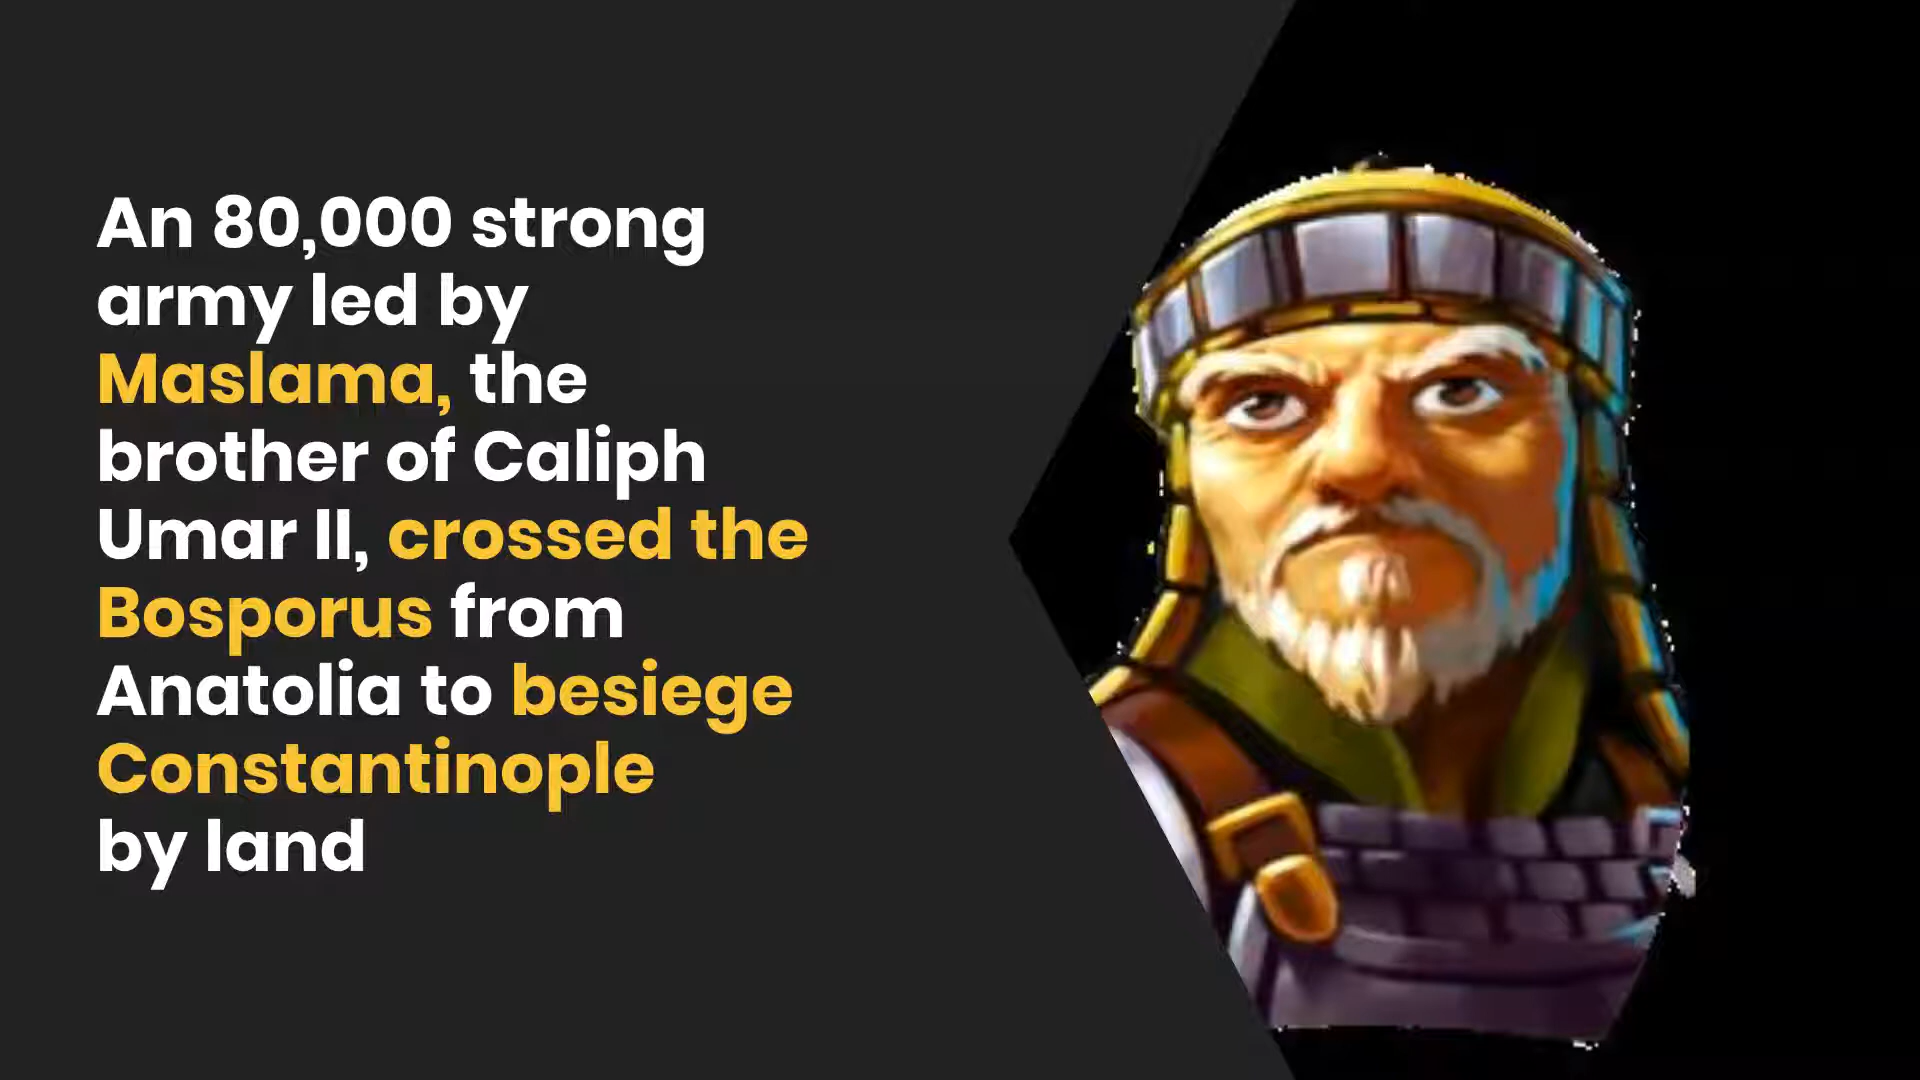 An 80,000 strong
army led by
Maslama, the
brother of Caliph
Umar II, crossed the
Bosporus from
Anatolia to besiege
Constantinople
by land